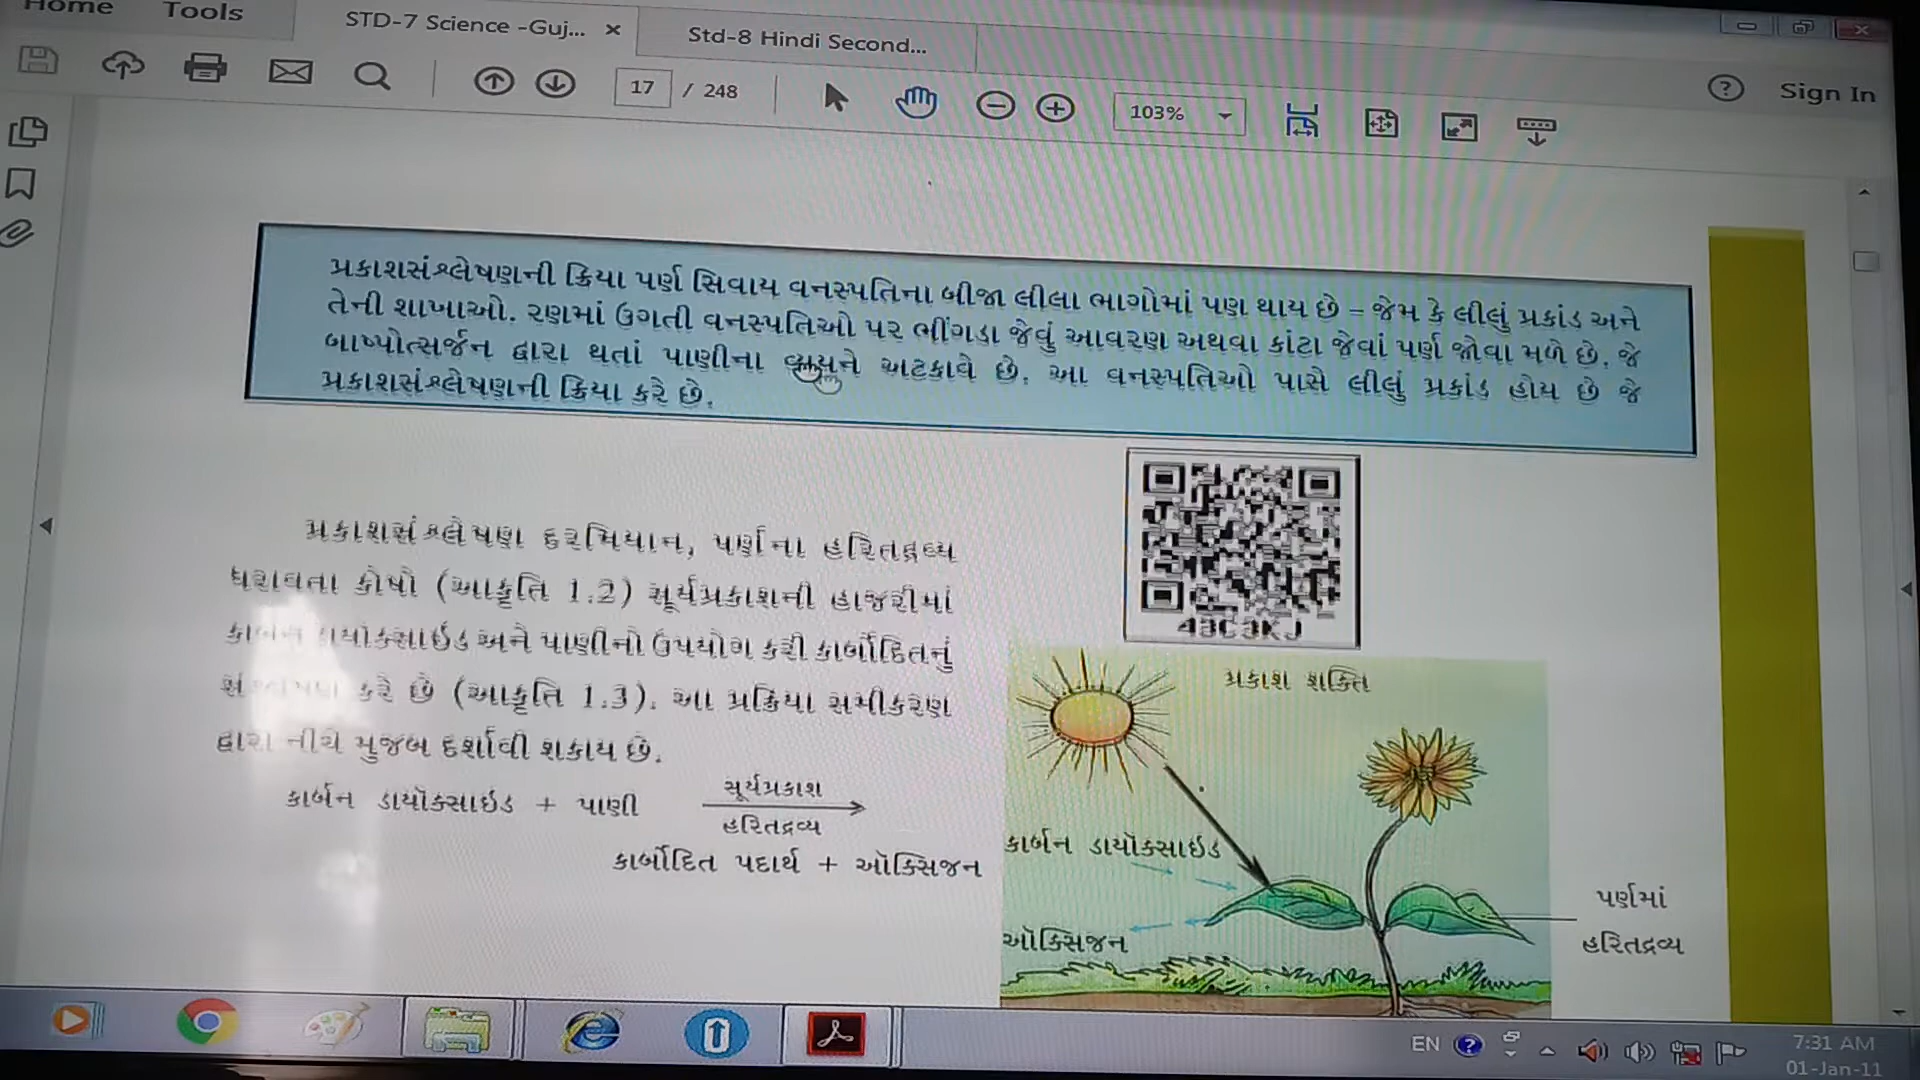 Home Tools STD-7 Science -Guj... × Std-8 Hindi Second...
17 / 248 103% Sign In
પ્રકાશસંશ્લેષણની ક્રિયા પર્ણ સિવાય વનસ્પતિના બીજા લીલા ભાગોમાં પણ થાય છે – જેમ કે લીલું પ્રકાંડ અને
તેની શાખાઓ. રણમાં ઉગતી વનસ્પતિઓ પર ભીંગડા જેવું આવરણ અથવા કાંટા જેવાં પર્ણ જોવા મળે છે. જે
બાષ્પોત્સર્જન દ્વારા થતાં પાણીના વ્યયને અટકાવે છે. આ વનસ્પતિઓ પાસે લીલું પ્રકાંડ હોય છે જે
પ્રકાશસંશ્લેષણની ક્રિયા કરે છે.
પ્રકાશસંશ્લેષણ દરમિયાન, પર્ણના હરિતદ્રવ્ય
ધરાવતા કોષો (આકૃતિ 1.2) સૂર્યપ્રકાશની હાજરીમાં
કાર્બન ડાયૉક્સાઇડ અને પાણીનો ઉપયોગ કરી કાર્બોદિતનું
સંશ્લેષણ કરે છે (આકૃતિ 1.3). આ પ્રક્રિયા સમીકરણ
દ્વારા નીચે મુજબ દર્શાવી શકાય છે.
કાર્બન ડાયૉક્સાઇડ + પાણી
સૂર્યપ્રકાશ
હરિતદ્રવ્ય
કાર્બોદિત પદાર્થ + ઑક્સિજન
43C3KJ
પ્રકાશ શક્તિ
કાર્બન ડાયૉક્સાઇડ
ઑક્સિજન
પર્ણમાં
હરિતદ્રવ્ય
EN 7:31 AM
01-Jan-11